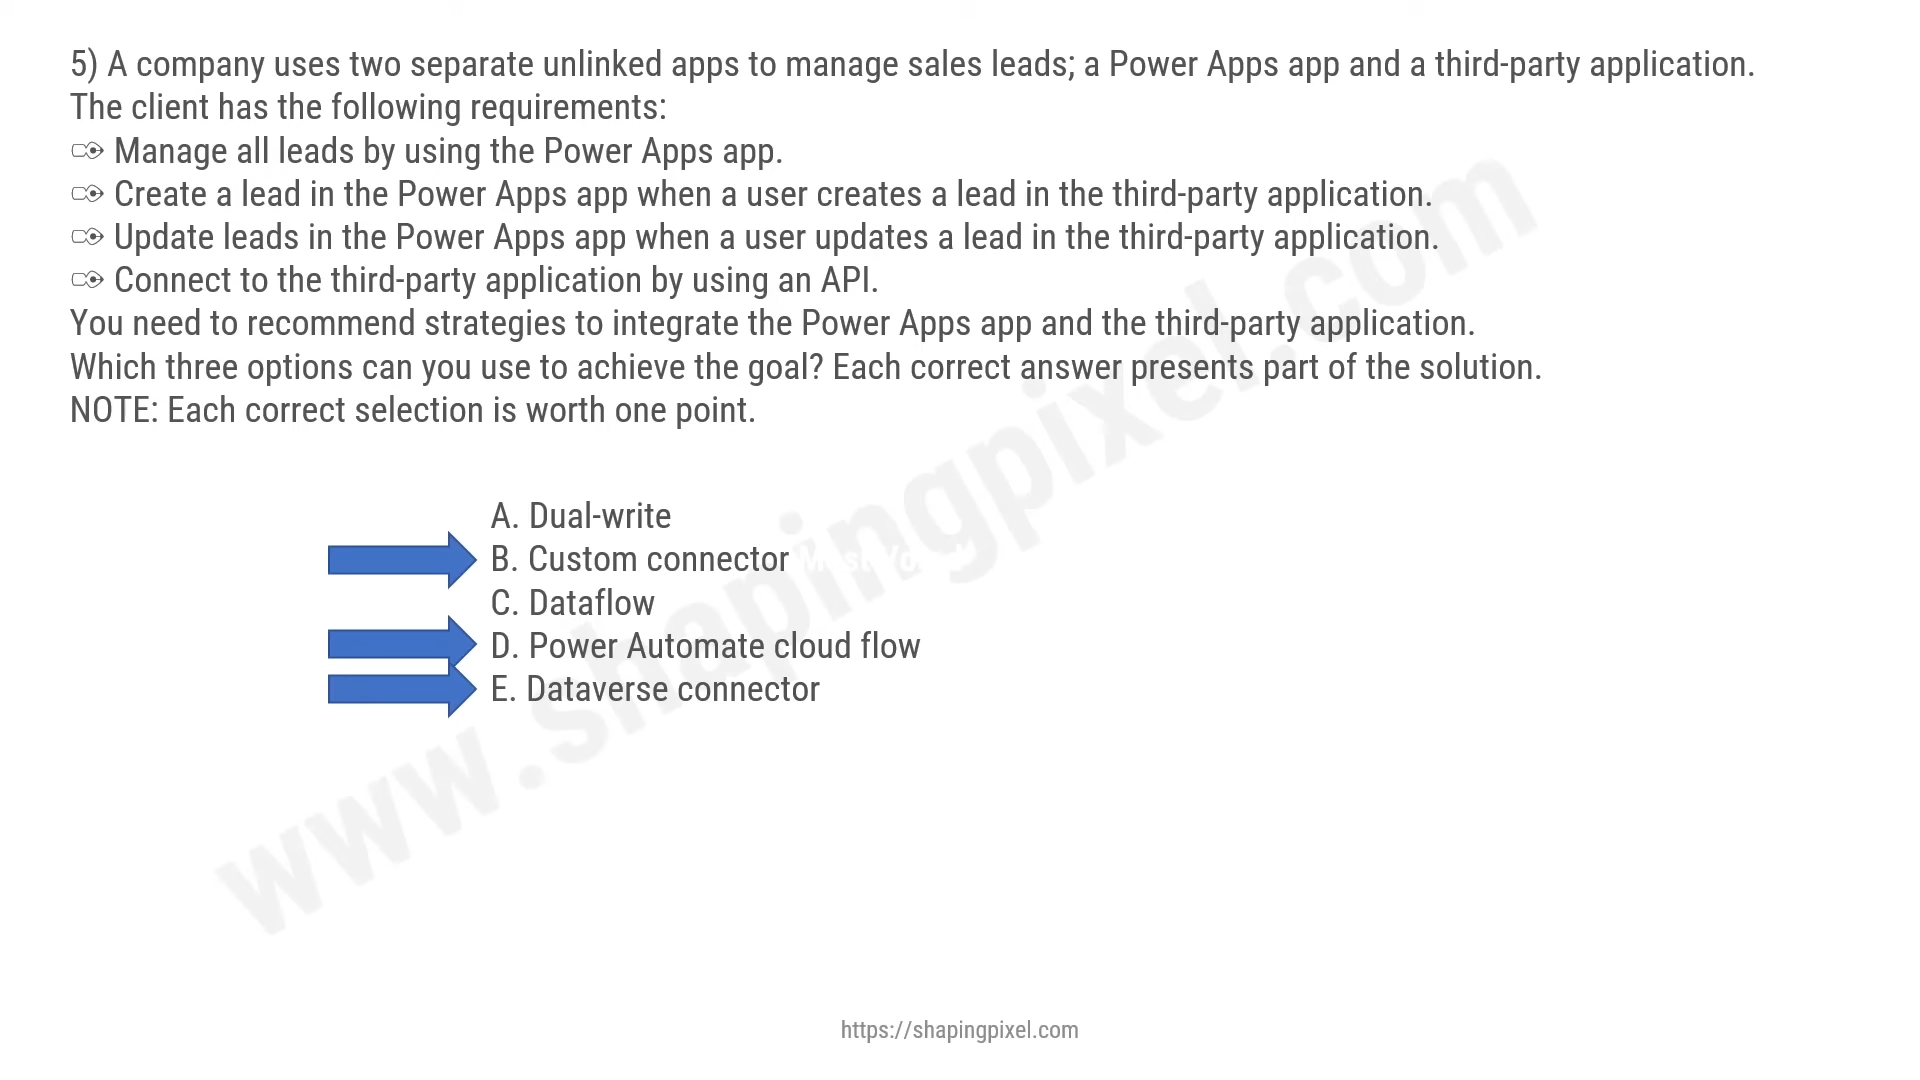 5) A company uses two separate unlinked apps to manage sales leads; a Power Apps app and a third-party application.
The client has the following requirements:
Manage all leads by using the Power Apps app.
Create a lead in the Power Apps app when a user creates a lead in the third-party application.
Update leads in the Power Apps app when a user updates a lead in the third-party application.
Connect to the third-party application by using an API.
You need to recommend strategies to integrate the Power Apps app and the third-party application.
Which three options can you use to achieve the goal? Each correct answer presents part of the solution.
NOTE: Each correct selection is worth one point.
A. Dual-write
B. Custom connector
C. Dataflow
D. Power Automate cloud flow
E. Dataverse connector
www.shapingpixel.com
https://shapingpixel.com